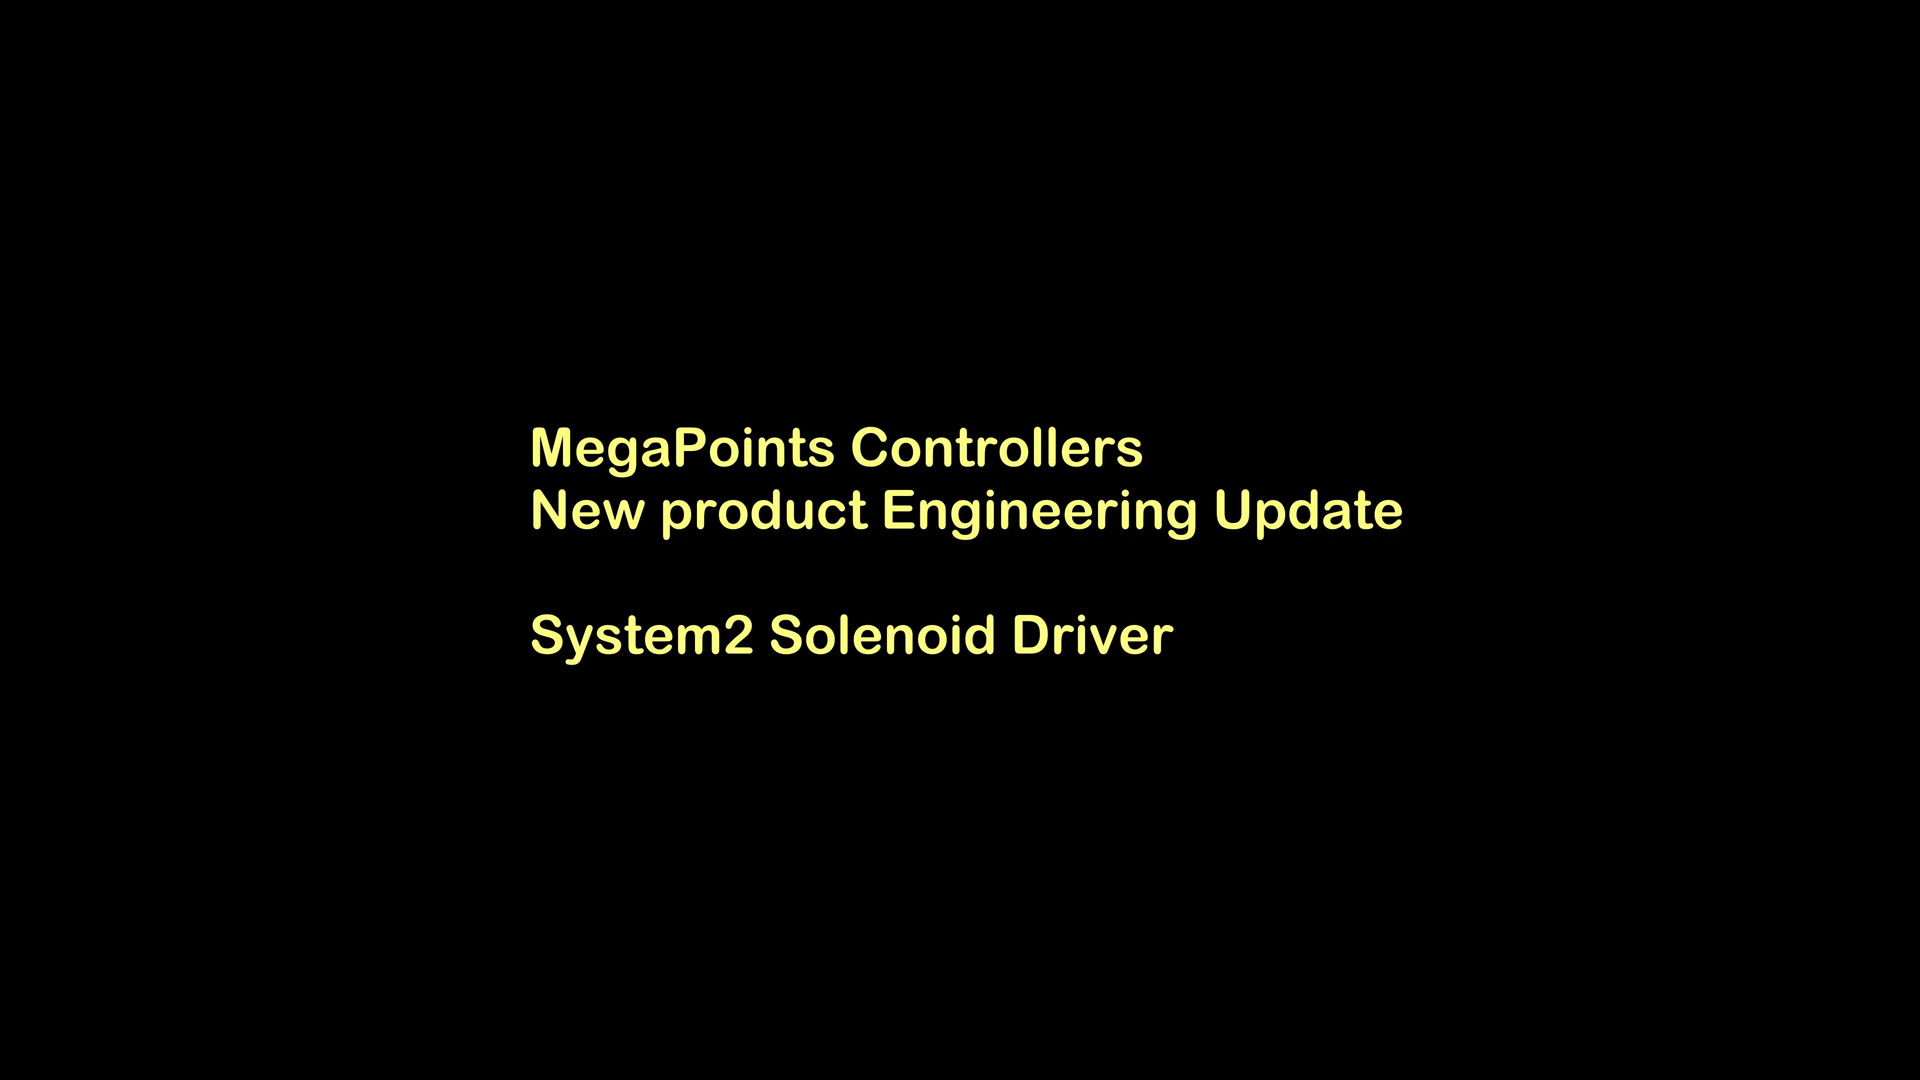 MegaPoints Controllers
New product Engineering Update
System2 Solenoid Driver